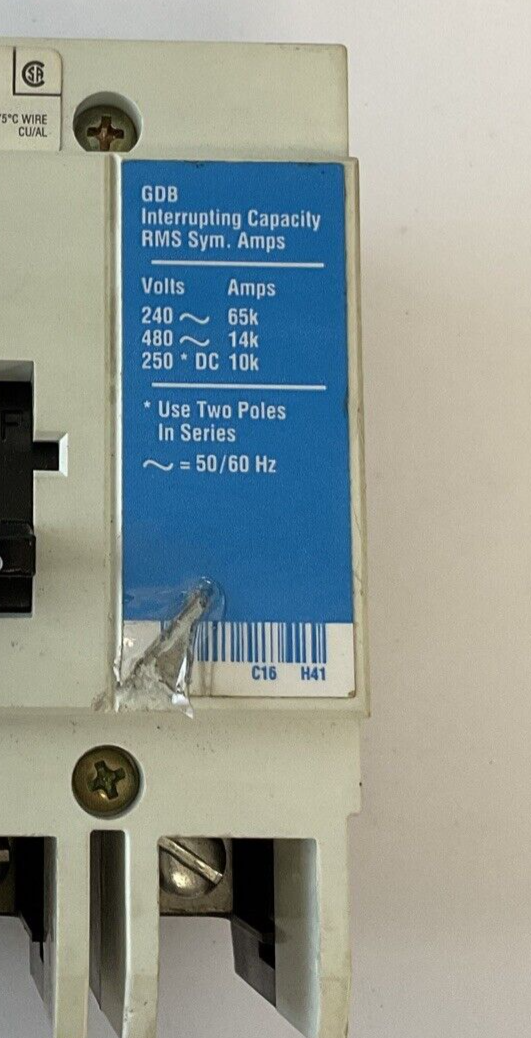 75°C WIRE
CU/AL
GDB
Interrupting Capacity
RMS Sym. Amps
Volts Amps
240 ~ 65k
480 ~ 14k
250 * DC 10k
* Use Two Poles
In Series
~ = 50/60 Hz
C16 H41